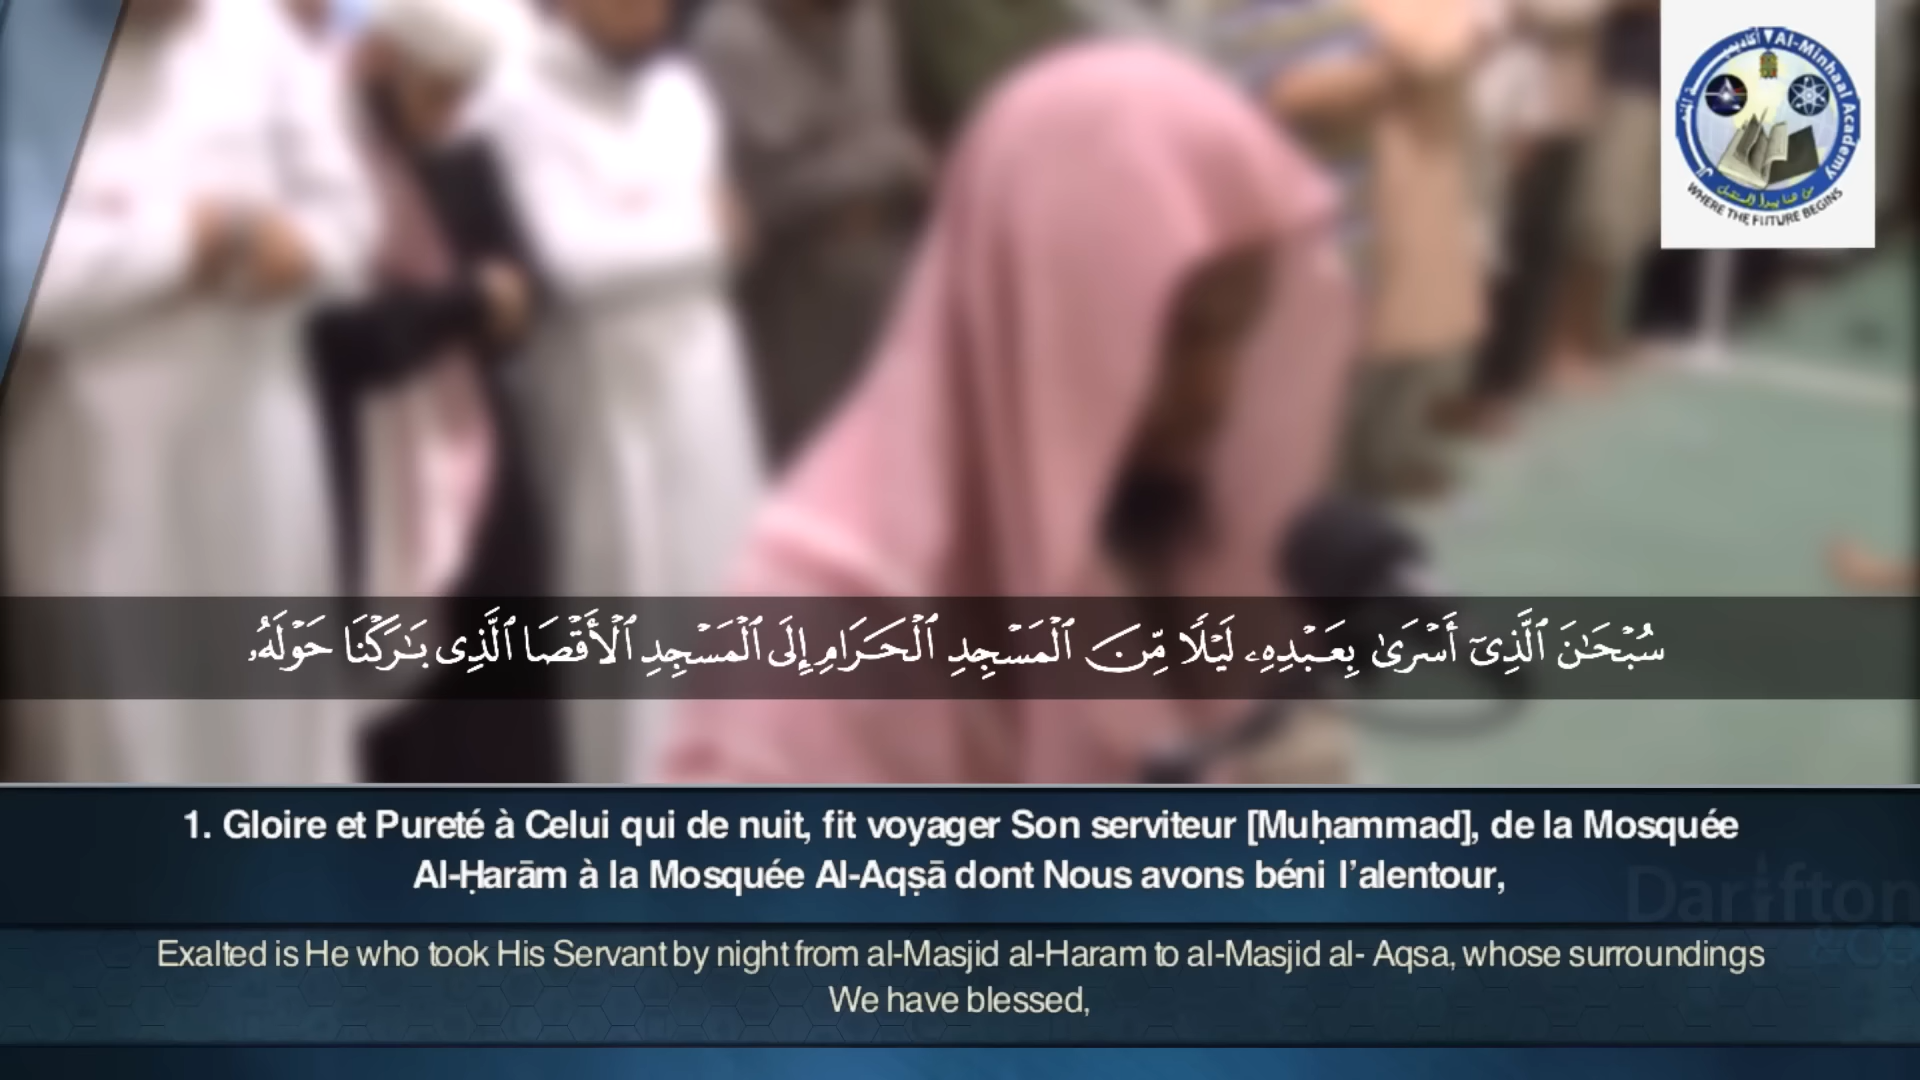 Al-Minhaal Academy
WHERE THE FUTURE BEGINS
سُبْحَٰنَ ٱلَّذِىٓ أَسْرَىٰ بِعَبْدِهِۦ لَيْلًا مِّنَ ٱلْمَسْجِدِ ٱلْحَرَامِ إِلَى ٱلْمَسْجِدِ ٱلْأَقْصَا ٱلَّذِى بَٰرَكْنَا حَوْلَهُۥ
1. Gloire et Pureté à Celui qui de nuit, fit voyager Son serviteur [Muḥammad], de la Mosquée
Al-Ḥarām à la Mosquée Al-Aqṣā dont Nous avons béni l’alentour,
Exalted is He who took His Servant by night from al-Masjid al-Haram to al-Masjid al- Aqsa, whose surroundings
We have blessed,